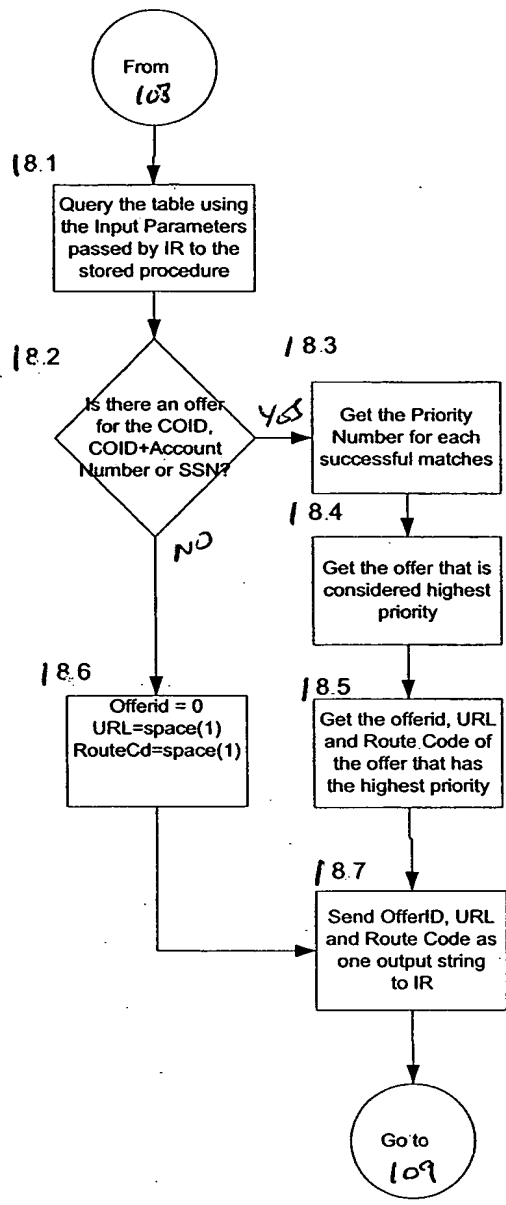 From
103
18.1
Query the table using
the Input Parameters
passed by IR to the
stored procedure
18.2
Is there an offer
for the COID,
COID+Account
Number or SSN?
YES
NO
18.3
Get the Priority
Number for each
successful matches
18.4
Get the offer that is
considered highest
priority
18.5
Get the offerid, URL
and Route Code of
the offer that has
the highest priority
18.6
Offerid = 0
URL=space(1)
RouteCd=space(1)
18.7
Send OfferID, URL
and Route Code as
one output string
to IR
Go to
109